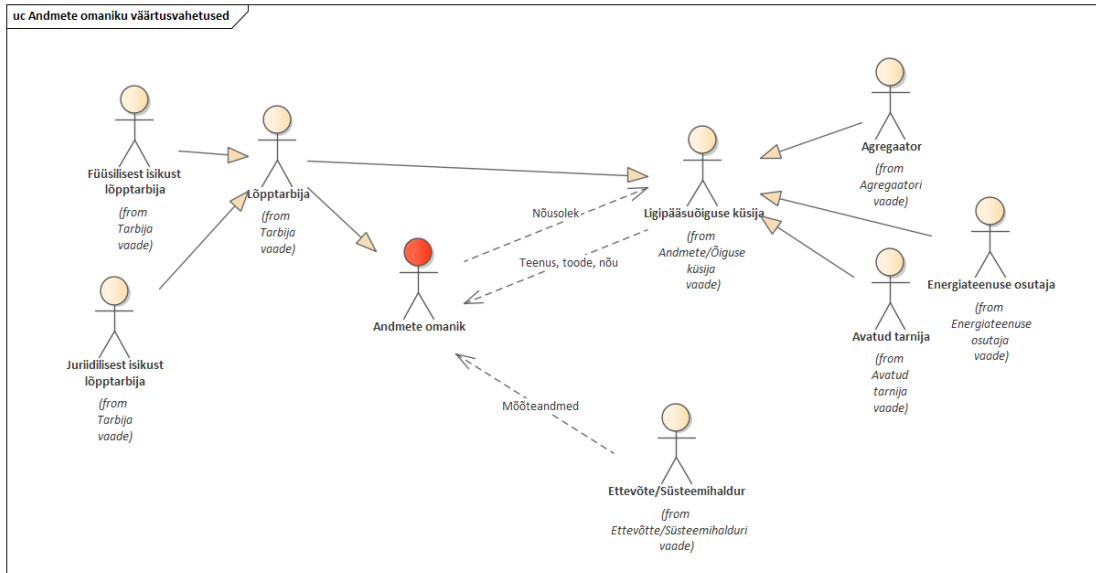 uc Andmete omaniku väärtusvahetused
Füüsilisest isikust
lõpptarbija
(from
Tarbija
vaade)
Lõpptarbija
(from
Tarbija
vaade)
Juriidilisest isikust
lõpptarbija
(from
Tarbija
vaade)
Andmete omanik
Nõusolek
Teenus, toode, nõu
Mõõteandmed
Ligipääsuõiguse küsija
(from
Andmete/Õiguse
küsija
vaade)
Agregaator
(from
Agregaatori
vaade)
Energiateenuse osutaja
(from
Energiateenuse
osutaja
vaade)
Avatud tarnija
(from
Avatud
tarnija
vaade)
Ettevõte/Süsteemihaldur
(from
Ettevõtte/Süsteemihalduri
vaade)